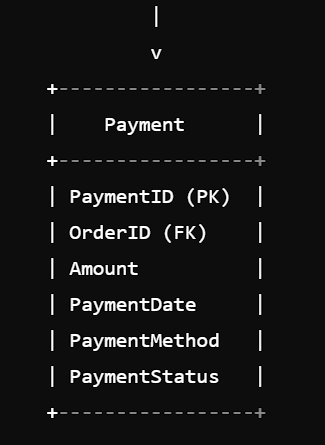 |
v
+-----------------+
|    Payment      |
+-----------------+
| PaymentID (PK)  |
| OrderID (FK)    |
| Amount          |
| PaymentDate     |
| PaymentMethod   |
| PaymentStatus   |
+-----------------+